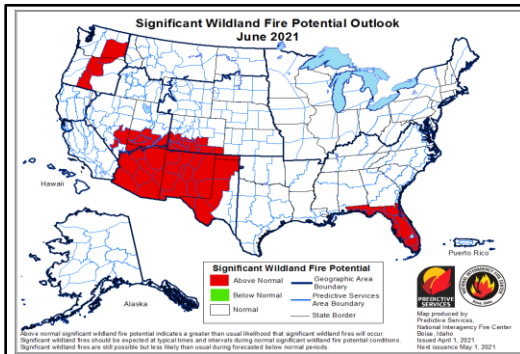 Significant Wildland Fire Potential Outlook
June 2021
Hawaii
Puerto Rico
Alaska
Significant Wildland Fire Potential
Above Normal
Below Normal
Normal
Geographic Area
Boundary
Predictive Services
Area Boundary
State Border
PREDICTIVE
SERVICES
Map produced by
Predictive Services,
National Interagency Fire Center
Boise, Idaho
Issued April 1, 2021
Next issuance May 1, 2021
Above normal significant wildland fire potential indicates a greater than usual likelihood that significant wildland fires will occur.
Significant wildland fires should be expected at typical times and intervals during normal significant wildland fire potential conditions.
Significant wildland fires are still possible but less likely than usual during forecasted below normal periods.